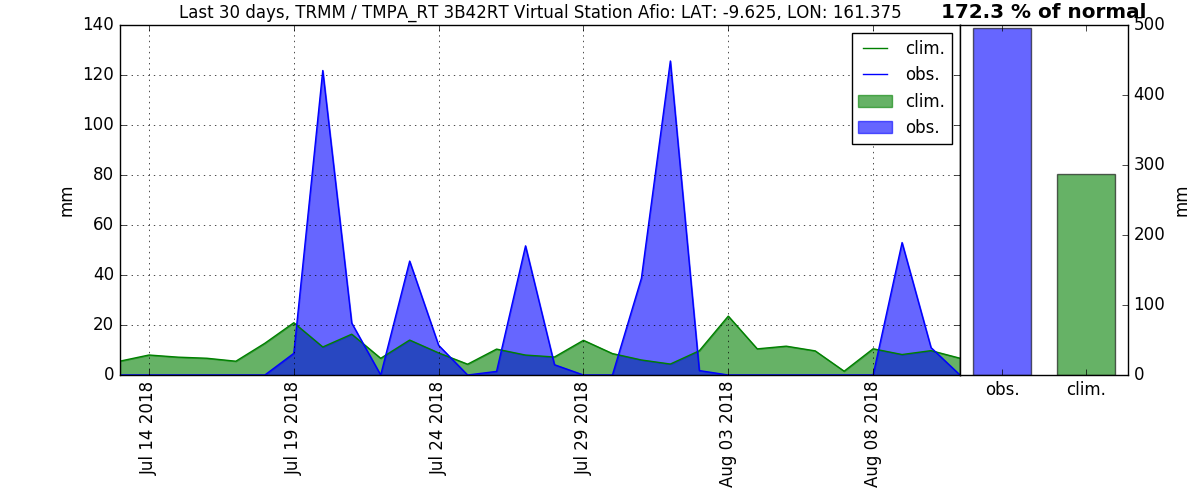 Last 30 days, TRMM / TMPA_RT 3B42RT Virtual Station Afio: LAT: -9.625, LON: 161.375
172.3 % of normal
140
120
100
80
60
40
20
0
mm
clim.
obs.
clim.
obs.
500
400
300
200
100
0
mm
Jul 14 2018
Jul 19 2018
Jul 24 2018
Jul 29 2018
Aug 03 2018
Aug 08 2018
obs.
clim.